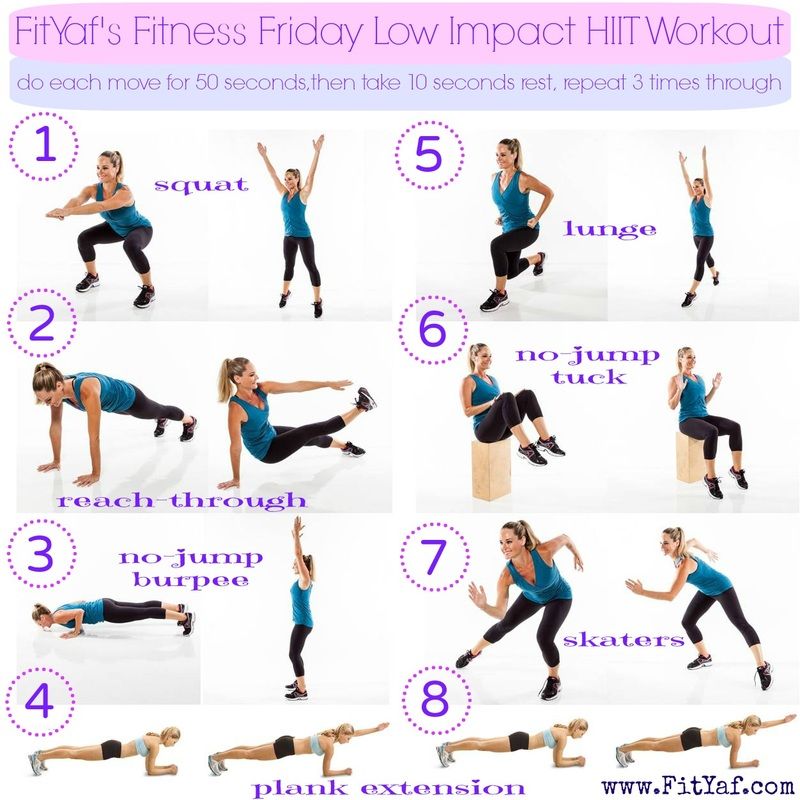 FitYaf's Fitness Friday Low Impact HIIT Workout
do each move for 50 seconds,then take 10 seconds rest, repeat 3 times through
1
squat
2
reach-through
3
no-jump
burpee
4
5
lunge
6
no-jump
tuck
7
skaters
8
plank extension
www.FitYaf.com